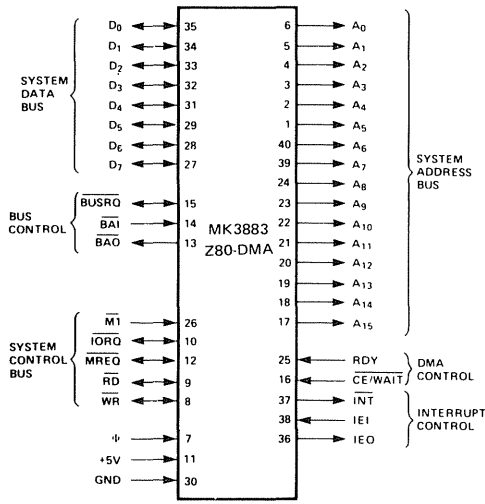 D0 35
D1 34
D2 33
D3 32
D4 31
D5 29
D6 28
D7 27
SYSTEM
DATA
BUS
BUSRQ 15
BAI 14
BAO 13
BUS
CONTROL
M1 26
IORQ 10
MREQ 12
RD 9
WR 8
SYSTEM
CONTROL
BUS
Φ 7
+5V 11
GND 30
MK3883
Z80-DMA
6 A0
5 A1
4 A2
3 A3
2 A4
1 A5
40 A6
39 A7
24 A8
23 A9
22 A10
21 A11
20 A12
19 A13
18 A14
17 A15
SYSTEM
ADDRESS
BUS
25 RDY
16 CE/WAIT
DMA
CONTROL
37 INT
38 IEI
36 IEO
INTERRUPT
CONTROL